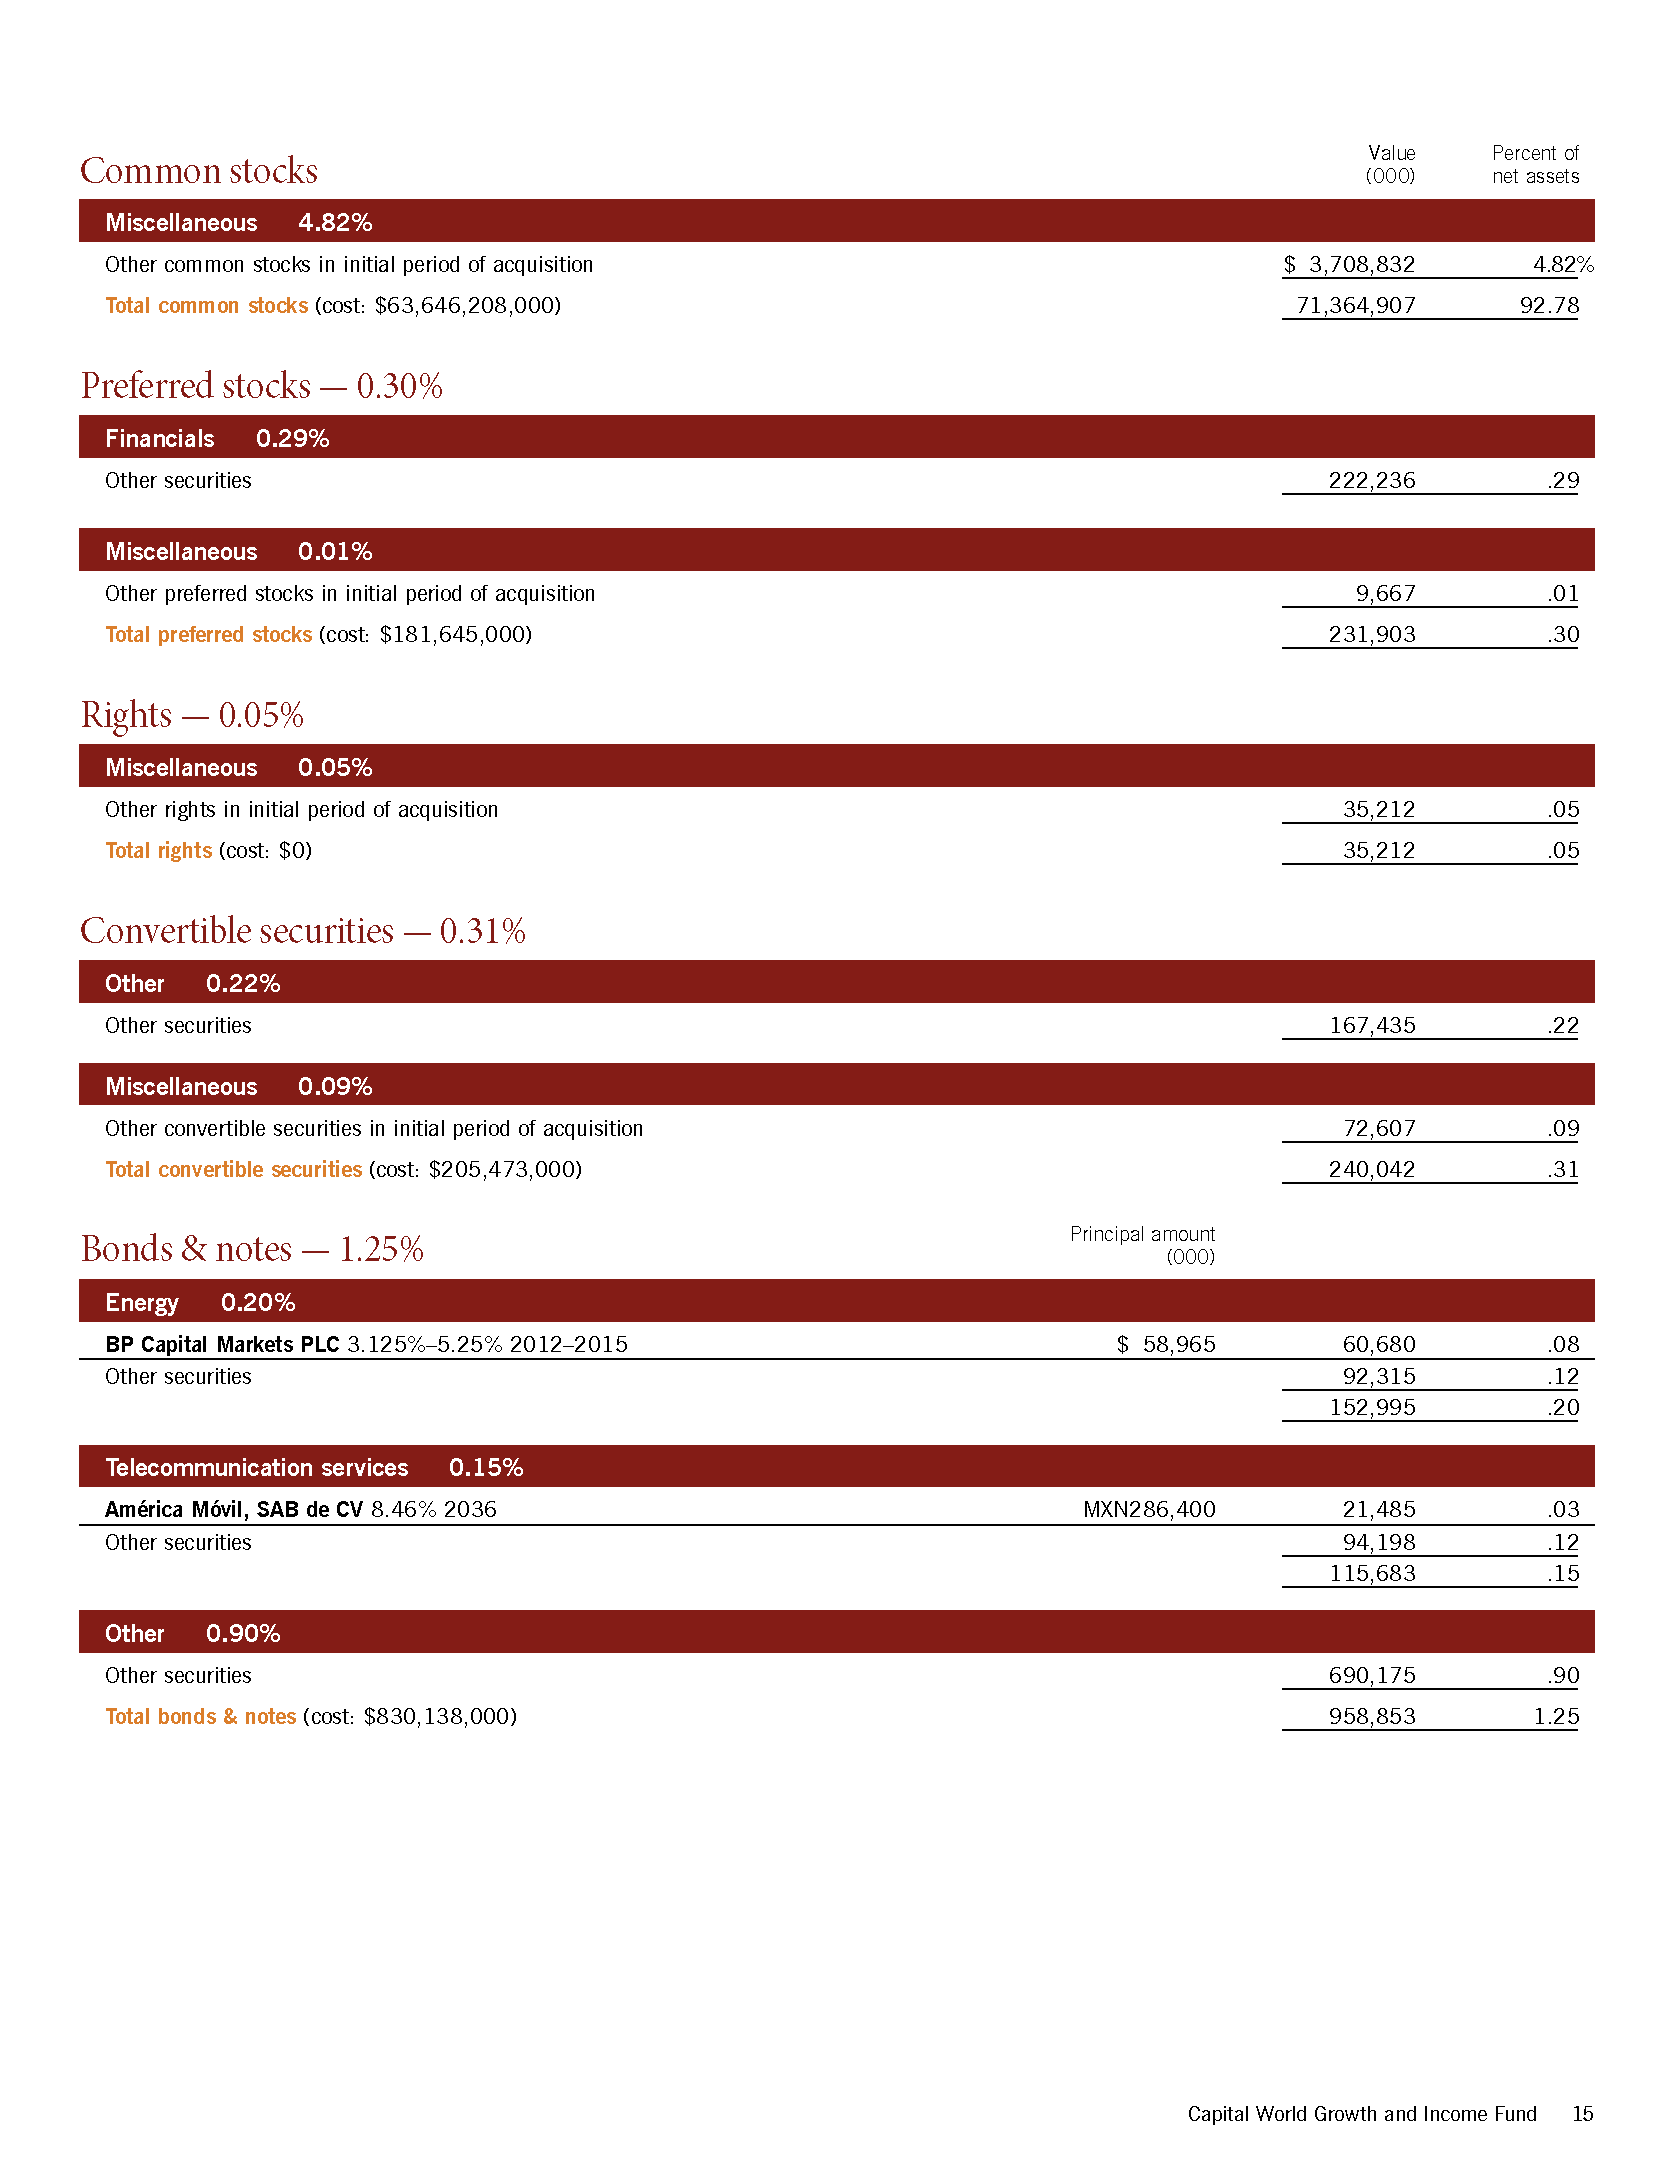 Common stocks Value (000) Percent of net assets
Miscellaneous 4.82%
Other common stocks in initial period of acquisition $ 3,708,832 4.82%
Total common stocks (cost: $63,646,208,000) 71,364,907 92.78
Preferred stocks — 0.30%
Financials 0.29%
Other securities 222,236 .29
Miscellaneous 0.01%
Other preferred stocks in initial period of acquisition 9,667 .01
Total preferred stocks (cost: $181,645,000) 231,903 .30
Rights — 0.05%
Miscellaneous 0.05%
Other rights in initial period of acquisition 35,212 .05
Total rights (cost: $0) 35,212 .05
Convertible securities — 0.31%
Other 0.22%
Other securities 167,435 .22
Miscellaneous 0.09%
Other convertible securities in initial period of acquisition 72,607 .09
Total convertible securities (cost: $205,473,000) 240,042 .31
Bonds & notes — 1.25% Principal amount (000)
Energy 0.20%
BP Capital Markets PLC 3.125%–5.25% 2012–2015 $ 58,965 60,680 .08
Other securities 92,315 .12
152,995 .20
Telecommunication services 0.15%
América Móvil, SAB de CV 8.46% 2036 MXN286,400 21,485 .03
Other securities 94,198 .12
115,683 .15
Other 0.90%
Other securities 690,175 .90
Total bonds & notes (cost: $830,138,000) 958,853 1.25
Capital World Growth and Income Fund 15